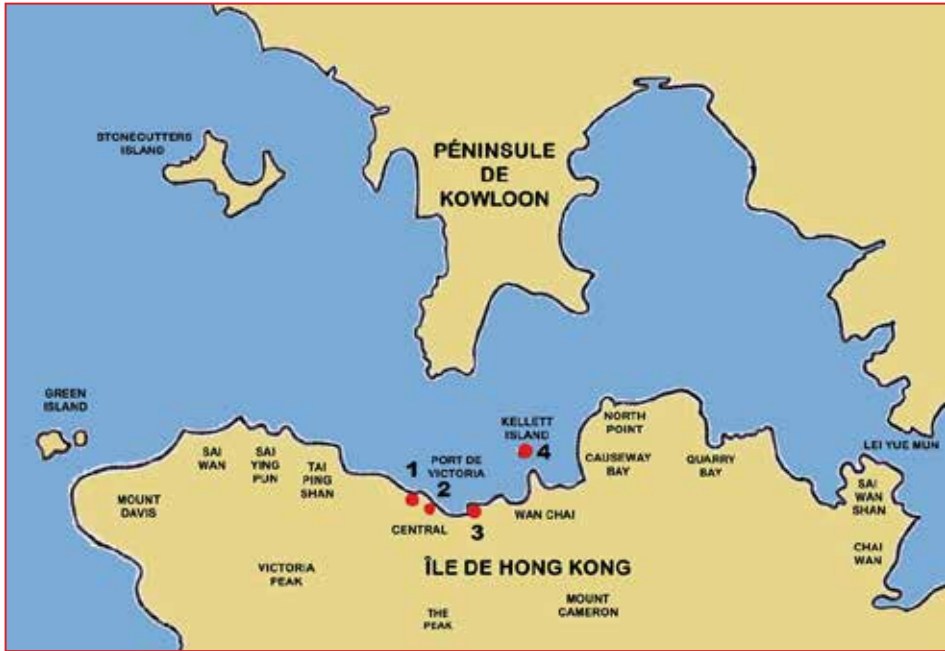 STONECUTTERS
ISLAND
PÉNINSULE
DE
KOWLOON
GREEN
ISLAND
KELLETT
ISLAND
4
NORTH
POINT
LEI YUE MUN
SAI
WAN
SAI
YING
PUN
TAI
PING
SHAN
1
PORT DE
VICTORIA
2
CAUSEWAY
BAY
QUARRY
BAY
SAI
WAN
SHAN
MOUNT
DAVIS
CENTRAL
3
WAN CHAI
CHAI
WAN
VICTORIA
PEAK
ÎLE DE HONG KONG
THE
PEAK
MOUNT
CAMERON